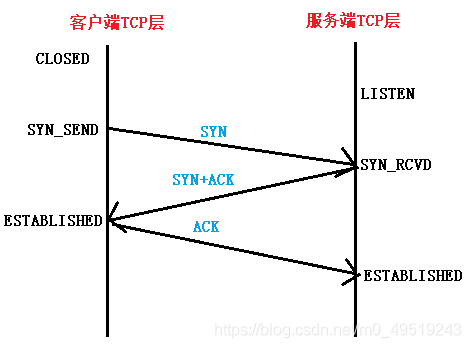 客户端TCP层
服务端TCP层
CLOSED
LISTEN
SYN_SEND
SYN
SYN_RCVD
SYN+ACK
ESTABLISHED
ACK
ESTABLISHED
https://blog.csdn.net/m0_49519243